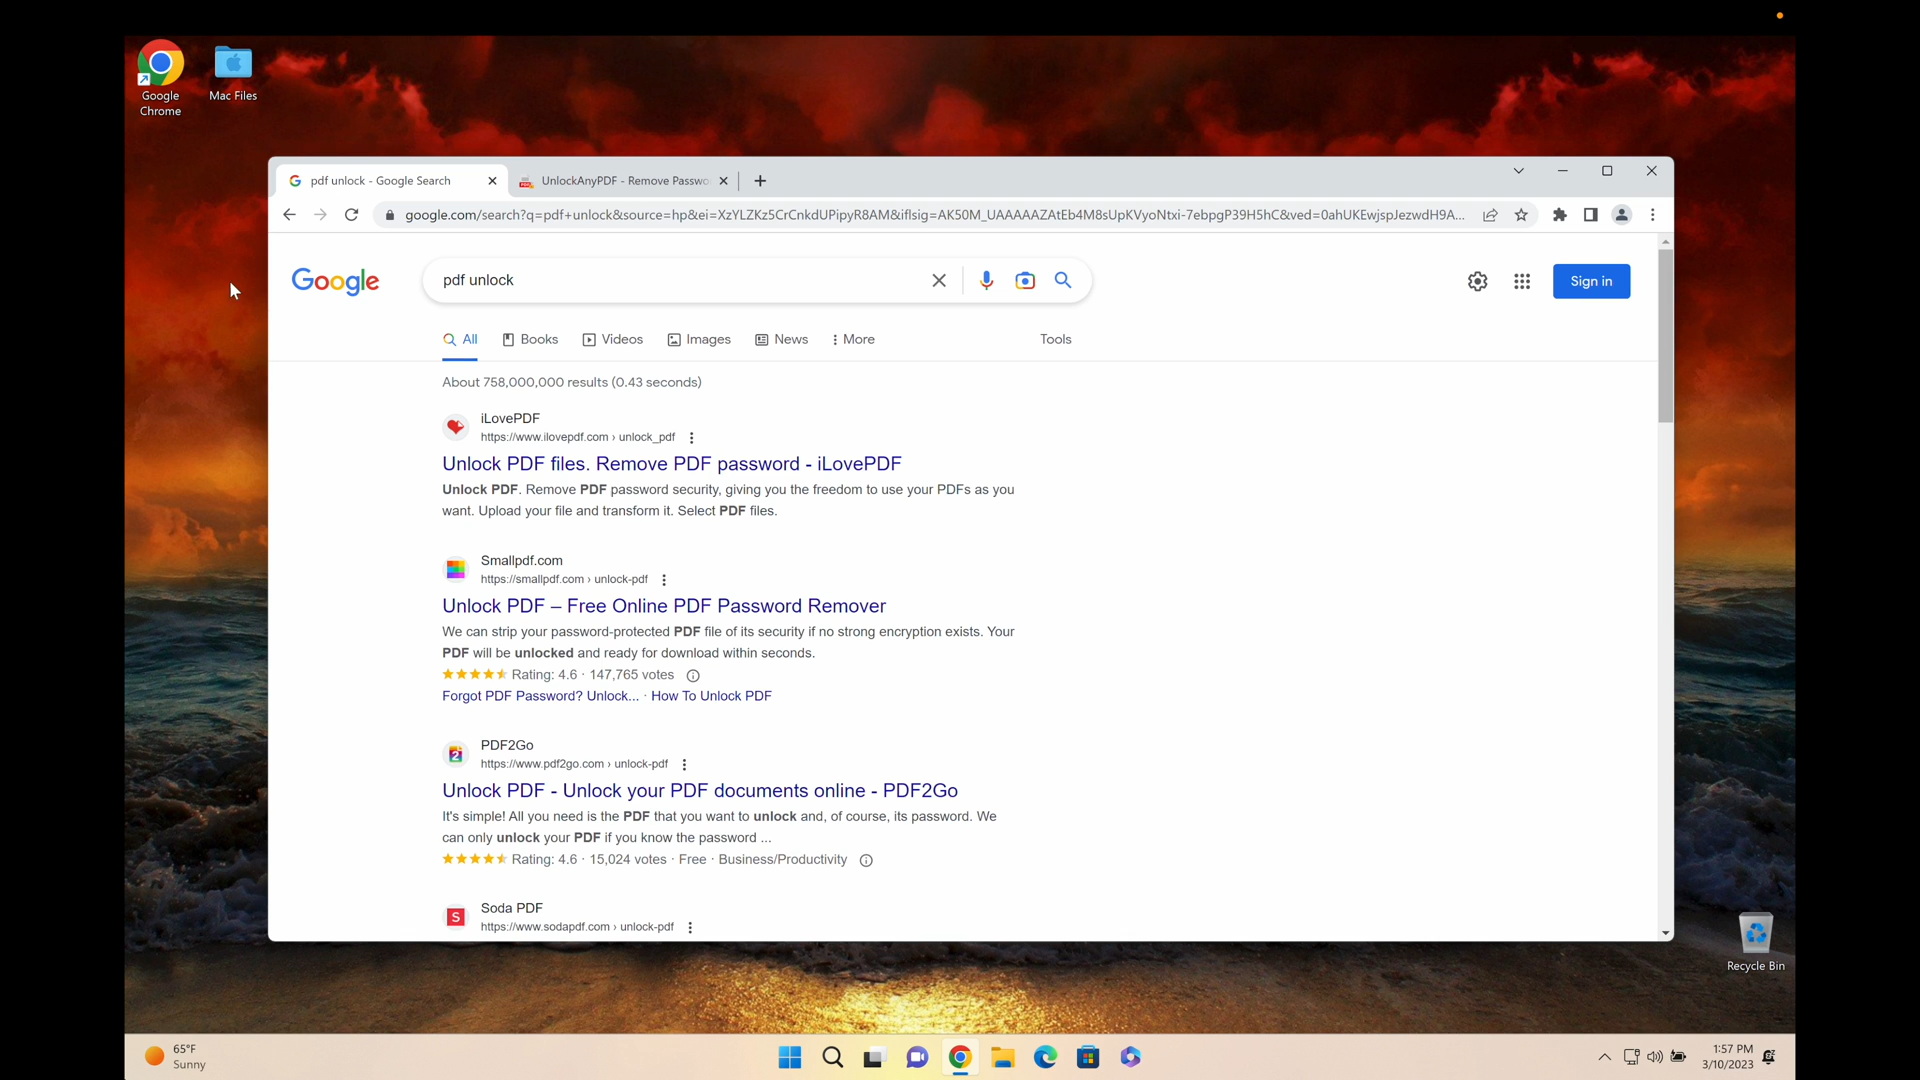 Google
Chrome
Mac Files
pdf unlock - Google Search
UnlockAnyPDF - Remove Passwo
google.com/search?q=pdf+unlock&source=hp&ei=XzYLZKz5CrCnkdUPipyR8AM&iflsig=AK50M_UAAAAAZAtEb4M8sUpKVyoNtxi-7ebpgP39H5hC&ved=0ahUKEwjspJezwdH9A...
Google
pdf unlock
Sign in
All
Books
Videos
Images
News
More
Tools
About 758,000,000 results (0.43 seconds)
iLovePDF
https://www.ilovepdf.com › unlock_pdf
Unlock PDF files. Remove PDF password - iLovePDF
Unlock PDF. Remove PDF password security, giving you the freedom to use your PDFs as you
want. Upload your file and transform it. Select PDF files.
Smallpdf.com
https://smallpdf.com › unlock-pdf
Unlock PDF – Free Online PDF Password Remover
We can strip your password-protected PDF file of its security if no strong encryption exists. Your
PDF will be unlocked and ready for download within seconds.
Rating: 4.6 · 147,765 votes
Forgot PDF Password? Unlock... · How To Unlock PDF
PDF2Go
https://www.pdf2go.com › unlock-pdf
Unlock PDF - Unlock your PDF documents online - PDF2Go
It's simple! All you need is the PDF that you want to unlock and, of course, its password. We
can only unlock your PDF if you know the password ...
Rating: 4.6 · 15,024 votes · Free · Business/Productivity
Soda PDF
https://www.sodapdf.com › unlock-pdf
Recycle Bin
65°F
Sunny
1:57 PM
3/10/2023